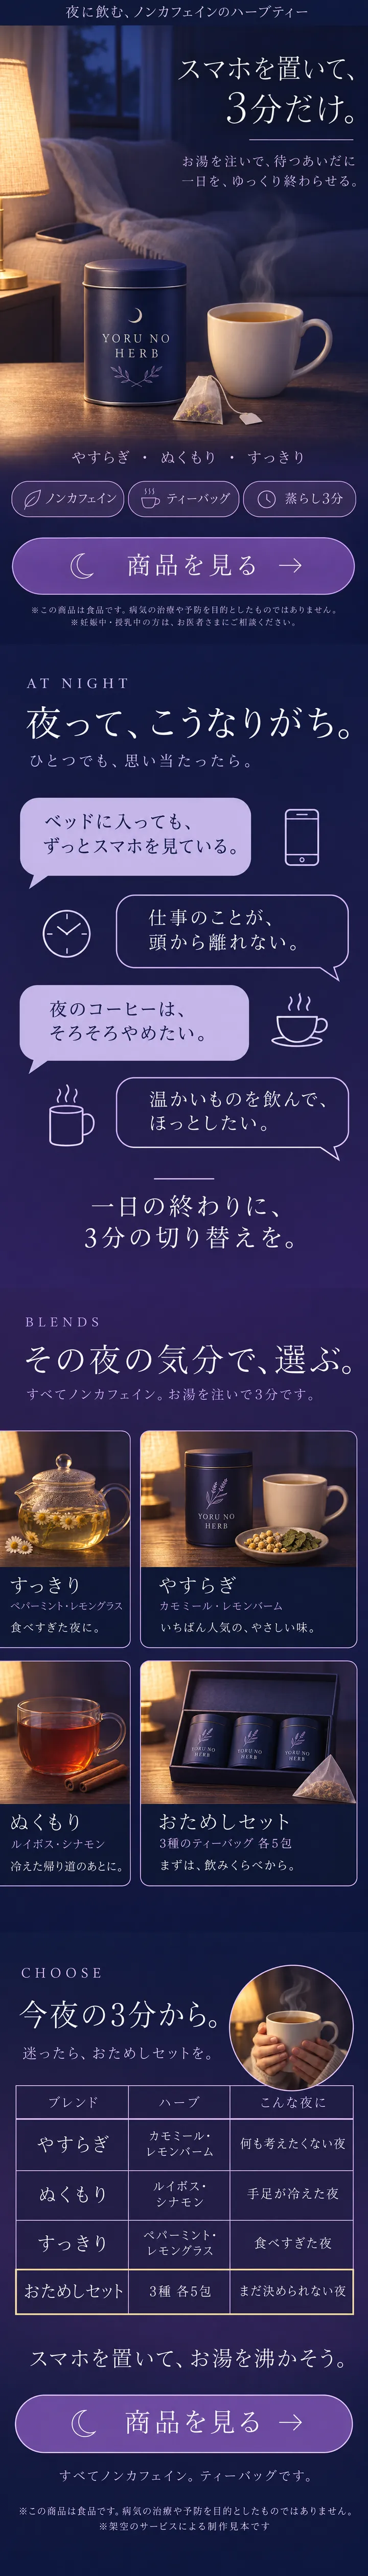 夜に飲む、ノンカフェインのハーブティー
スマホを置いて、
3分だけ。
お湯を注いで、待つあいだに
一日を、ゆっくり終わらせる。
YORU NO
HERB
やすらぎ ・ ぬくもり ・ すっきり
ノンカフェイン
ティーバッグ
蒸らし3分
商品を見る →
※この商品は食品です。病気の治療や予防を目的としたものではありません。
※妊娠中・授乳中の方は、お医者さまにご相談ください。
AT NIGHT
夜って、こうなりがち。
ひとつでも、思い当たったら。
ベッドに入っても、
ずっとスマホを見ている。
仕事のことが、
頭から離れない。
夜のコーヒーは、
そろそろやめたい。
温かいものを飲んで、
ほっとしたい。
一日の終わりに、
3分の切り替えを。
BLENDS
その夜の気分で、選ぶ。
すべてノンカフェイン。お湯を注いで3分です。
すっきり
ペパーミント・レモングラス
食べすぎた夜に。
YORU NO
HERB
やすらぎ
カモミール・レモンバーム
いちばん人気の、やさしい味。
ぬくもり
ルイボス・シナモン
冷えた帰り道のあとに。
YORU NO
HERB
YORU NO
HERB
YORU NO
HERB
おためしセット
3種のティーバッグ 各5包
まずは、飲みくらべから。
CHOOSE
今夜の3分から。
迷ったら、おためしセットを。
ブレンド ハーブ こんな夜に
やすらぎ カモミール・
レモンバーム 何も考えたくない夜
ぬくもり ルイボス・
シナモン 手足が冷えた夜
すっきり ペパーミント・
レモングラス 食べすぎた夜
おためしセット 3種 各5包 まだ決められない夜
スマホを置いて、お湯を沸かそう。
商品を見る →
すべてノンカフェイン。ティーバッグです。
※この商品は食品です。病気の治療や予防を目的としたものではありません。
※架空のサービスによる制作見本です